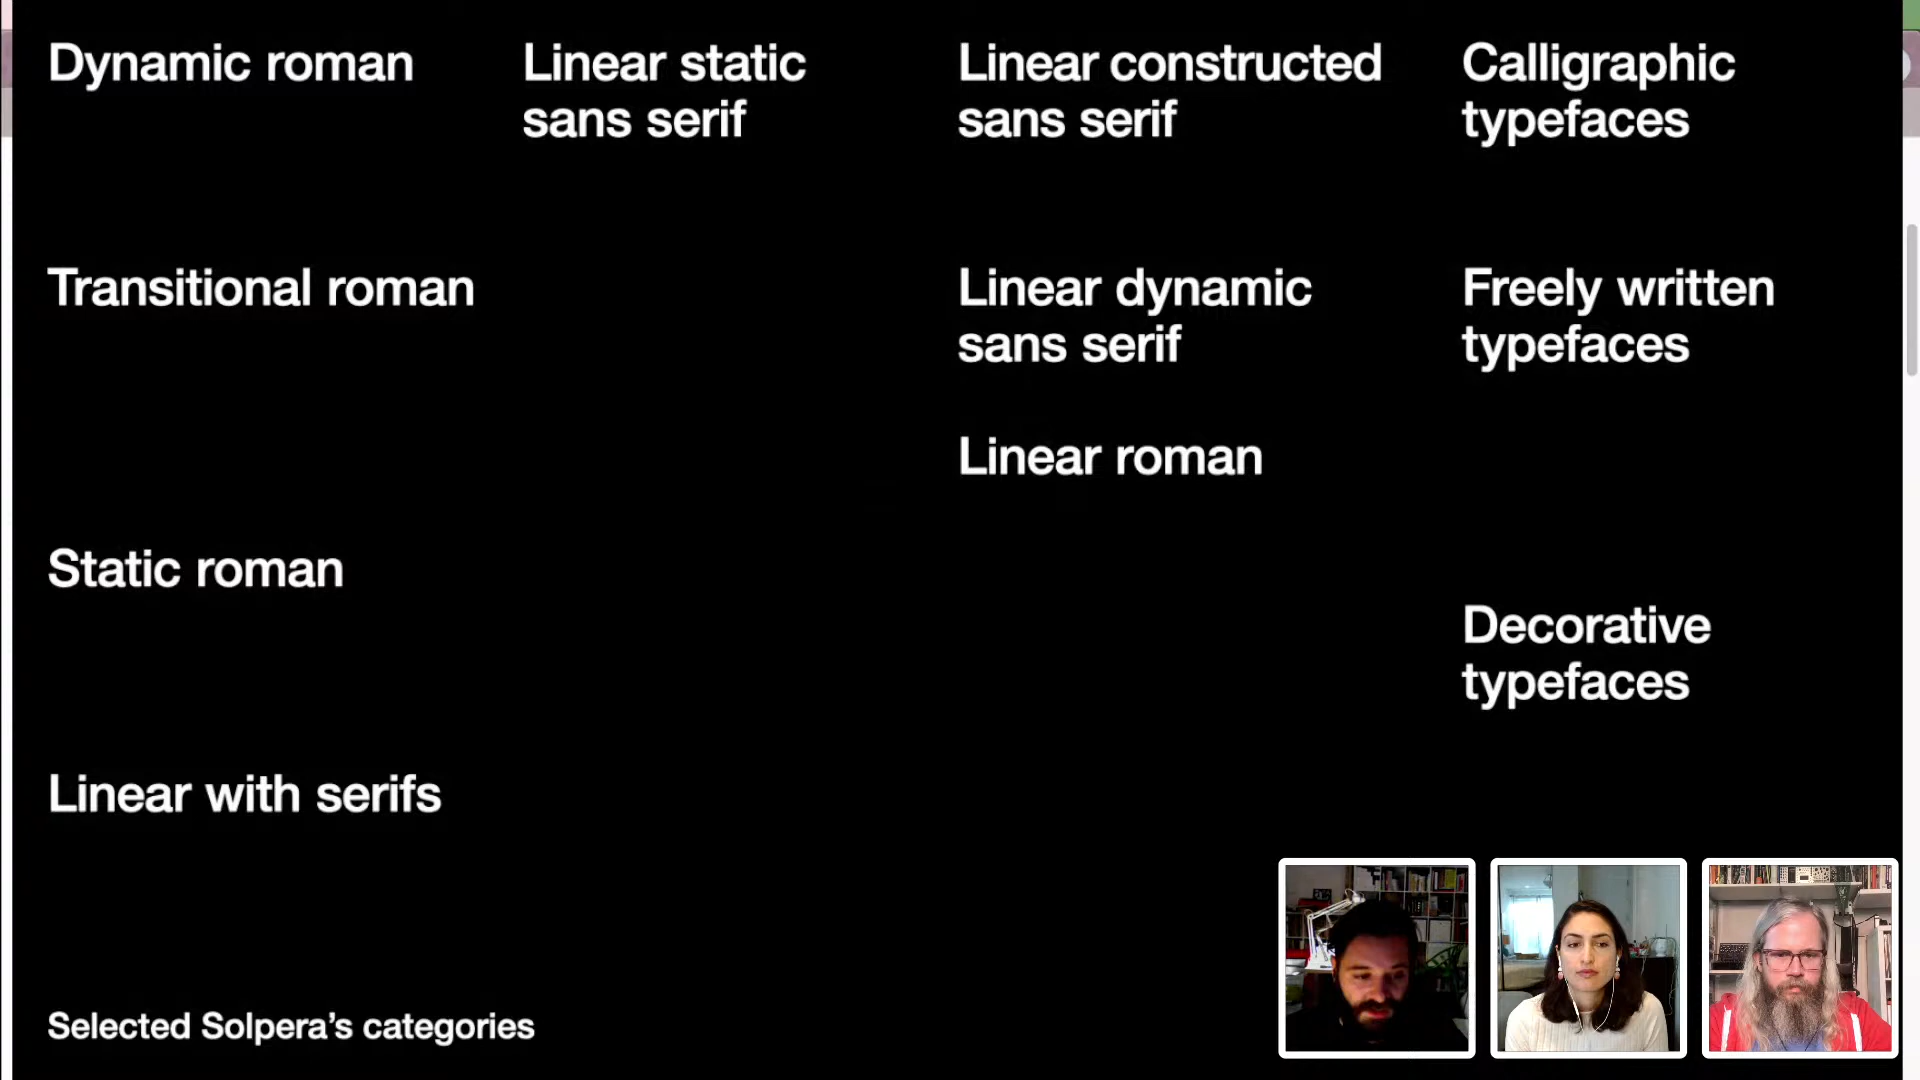 Dynamic roman
Linear static
sans serif
Linear constructed
sans serif
Calligraphic
typefaces
Transitional roman
Linear dynamic
sans serif
Freely written
typefaces
Linear roman
Static roman
Decorative
typefaces
Linear with serifs
Selected Solpera’s categories